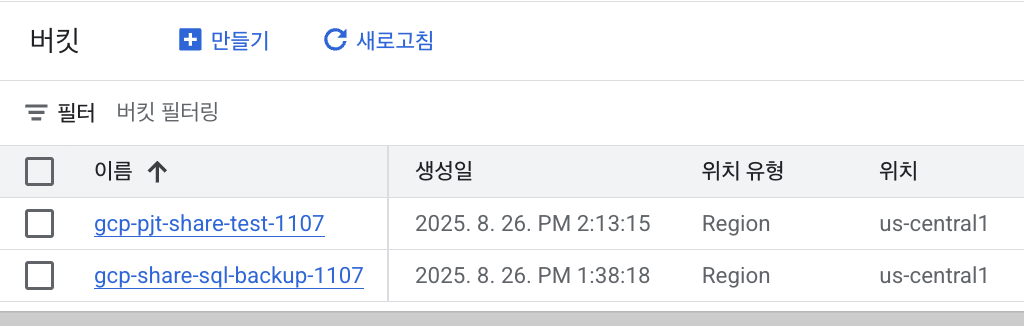 버킷 만들기 새로고침
필터 버킷 필터링
이름 생성일 위치 유형 위치
gcp-pjt-share-test-1107 2025. 8. 26. PM 2:13:15 Region us-central1
gcp-share-sql-backup-1107 2025. 8. 26. PM 1:38:18 Region us-central1